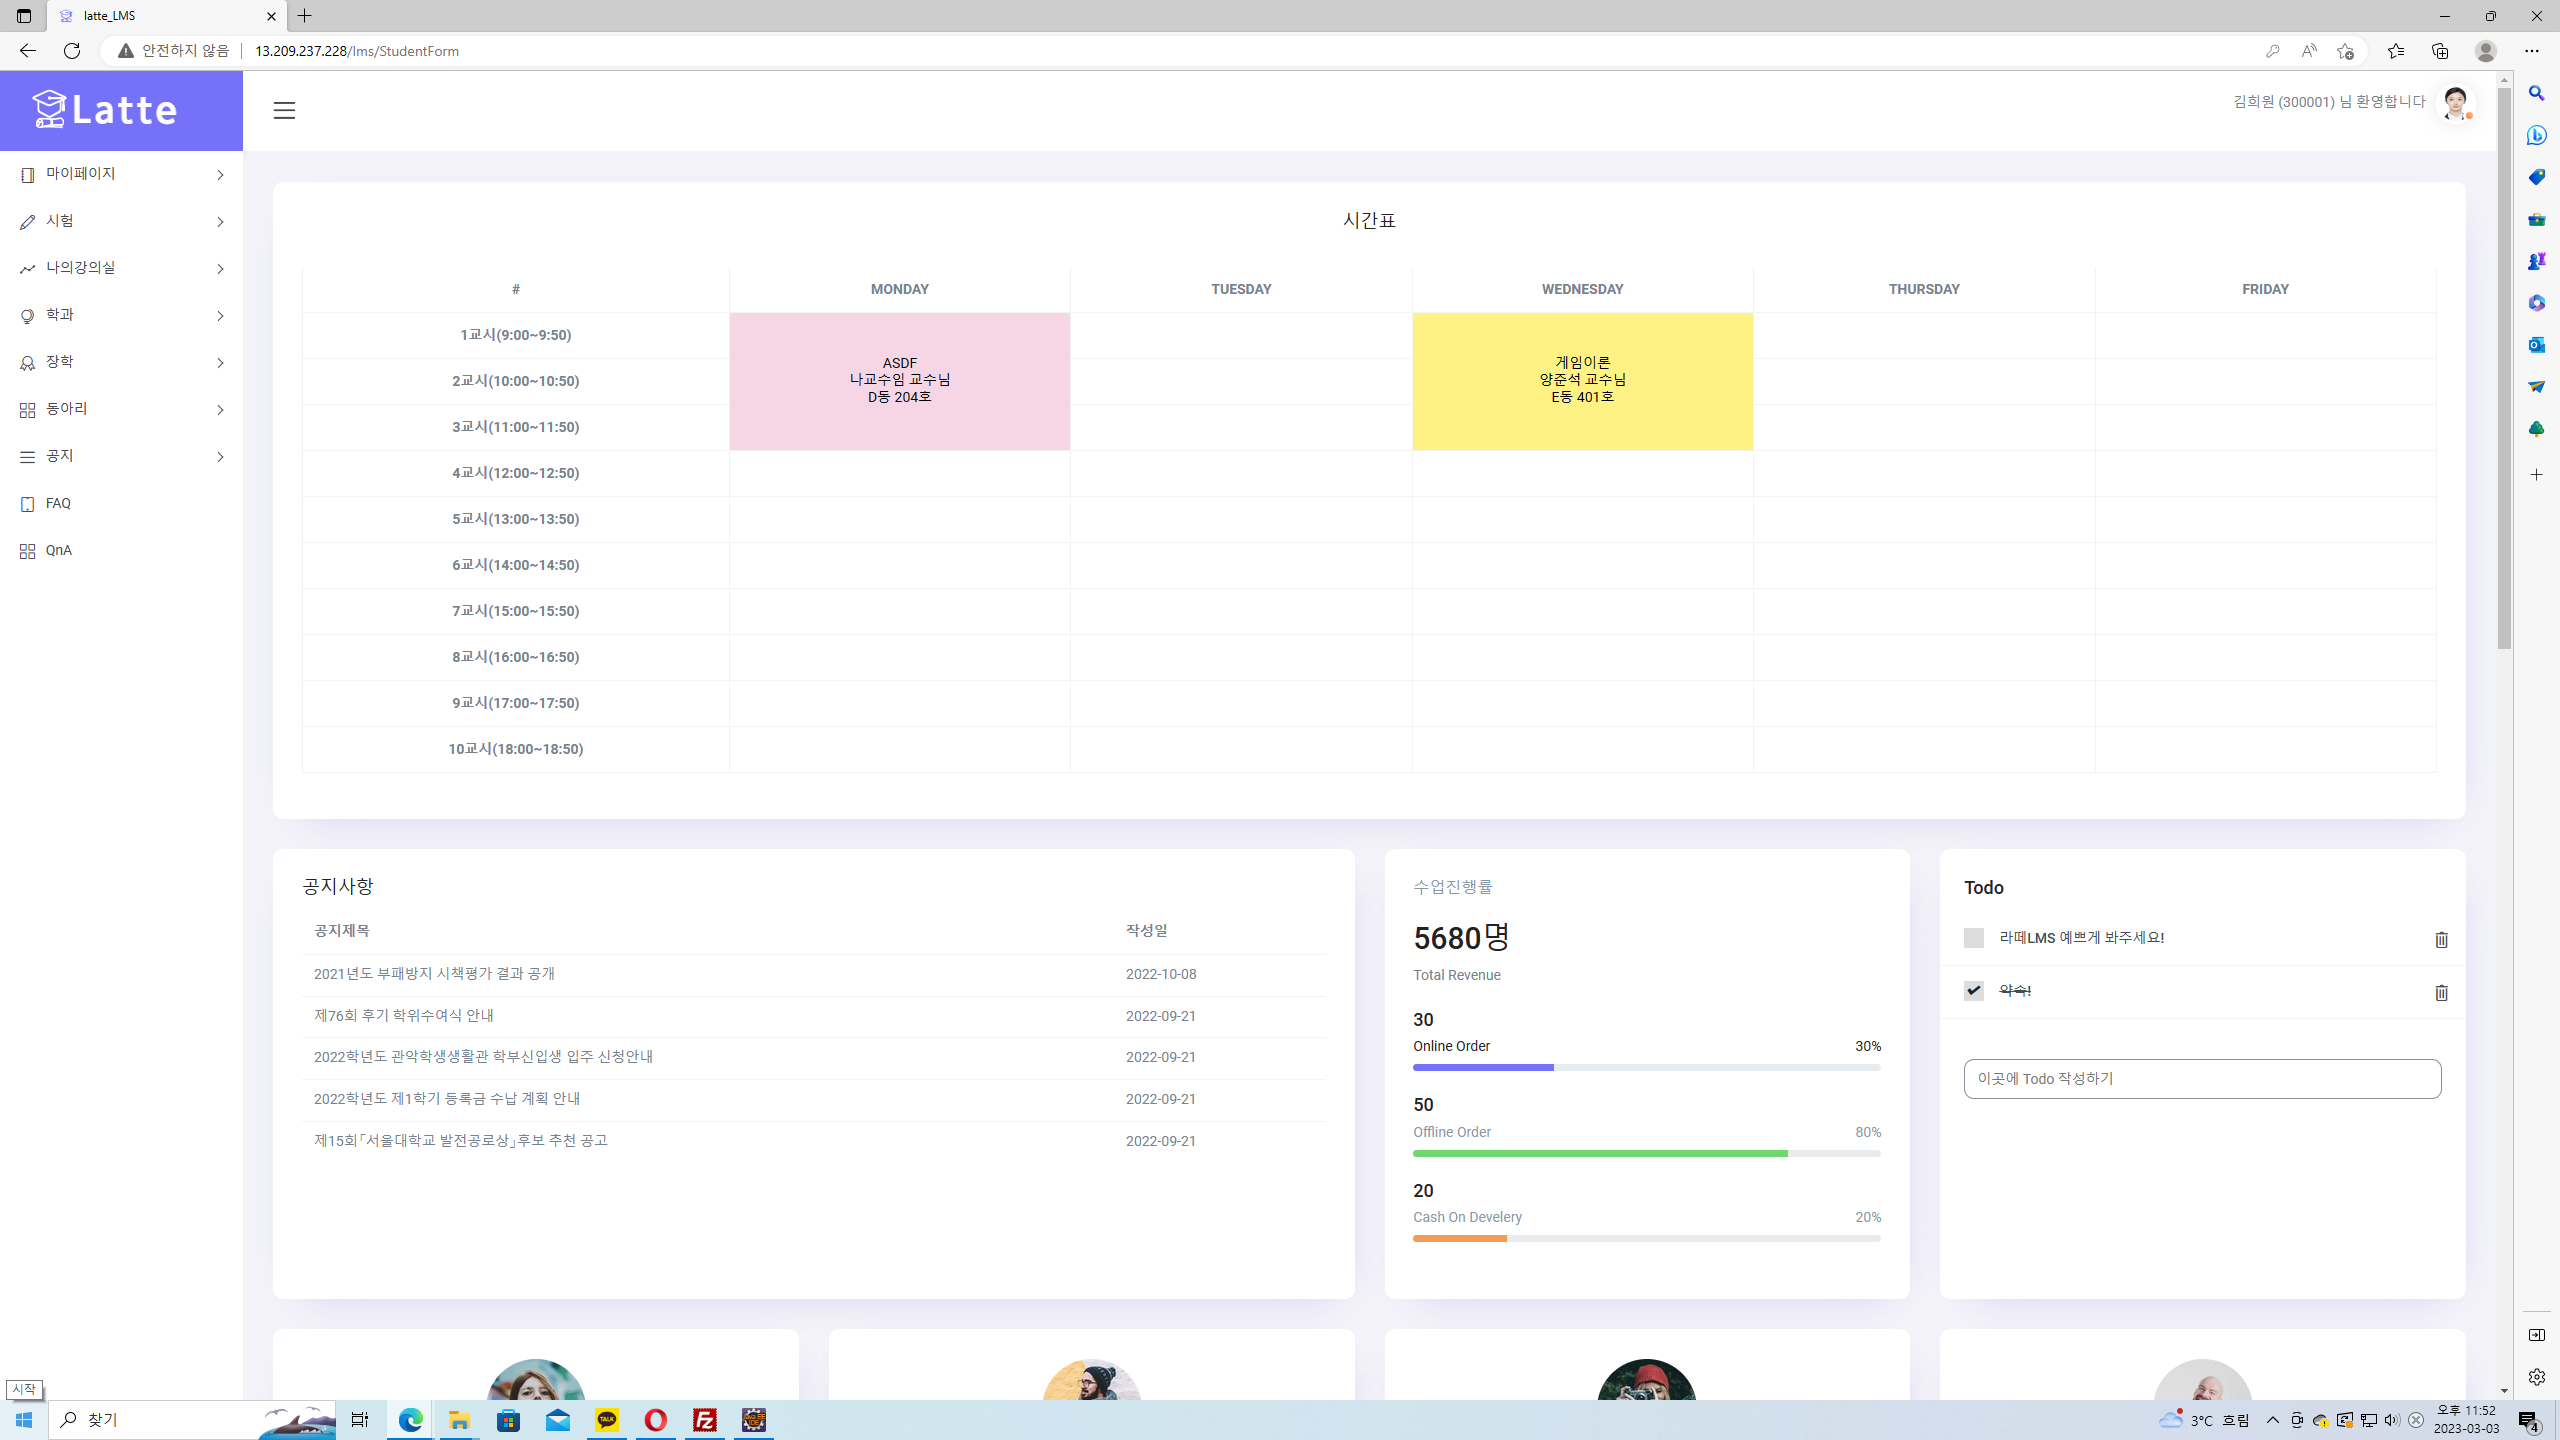 latte_LMS
안전하지 않음
13.209.237.228/lms/StudentForm
Latte
김희원 (300001) 님 환영합니다
마이페이지
시험
나의강의실
학과
장학
동아리
공지
FAQ
QnA
시간표
# MONDAY TUESDAY WEDNESDAY THURSDAY FRIDAY
1교시(9:00~9:50)
2교시(10:00~10:50)
3교시(11:00~11:50)
4교시(12:00~12:50)
5교시(13:00~13:50)
6교시(14:00~14:50)
7교시(15:00~15:50)
8교시(16:00~16:50)
9교시(17:00~17:50)
10교시(18:00~18:50)
ASDF
나교수임 교수님
D동 204호
게임이론
양준석 교수님
E동 401호
공지사항
공지제목 작성일
2021년도 부패방지 시책평가 결과 공개 2022-10-08
제76회 후기 학위수여식 안내 2022-09-21
2022학년도 관악학생생활관 학부신입생 입주 신청안내 2022-09-21
2022학년도 제1학기 등록금 수납 계획 안내 2022-09-21
제15회「서울대학교 발전공로상」후보 추천 공고 2022-09-21
수업진행률
5680명
Total Revenue
30
Online Order 30%
50
Offline Order 80%
20
Cash On Develery 20%
Todo
라떼LMS 예쁘게 봐주세요!
약속!
이곳에 Todo 작성하기
시작
찾기
TALK
3°C 흐림
오후 11:52
2023-03-03
4